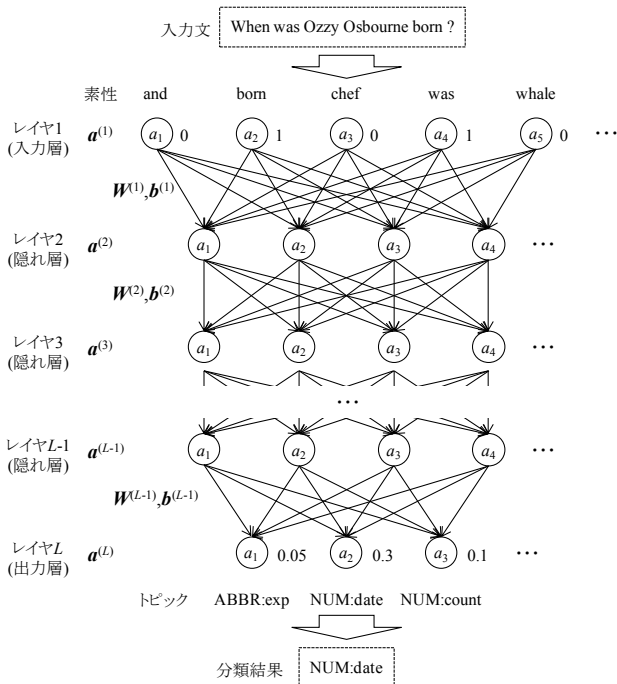 入力文 When was Ozzy Osbourne born ?
素性 and born chef was whale
レイヤ1 a(1) a1 0 a2 1 a3 0 a4 1 a5 0 …
(入力層)
W(1),b(1)
レイヤ2 a(2) a1 a2 a3 a4 …
(隠れ層)
W(2),b(2)
レイヤ3 a(3) a1 a2 a3 a4 …
(隠れ層)
…
レイヤL-1 a(L-1) a1 a2 a3 a4 …
(隠れ層)
W(L-1),b(L-1)
レイヤL a(L) a1 0.05 a2 0.3 a3 0.1 …
(出力層)
トピック ABBR:exp NUM:date NUM:count
分類結果 NUM:date